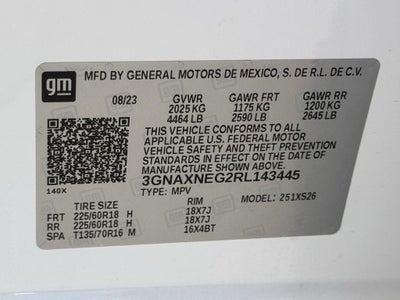 gm
MFD BY GENERAL MOTORS DE MEXICO, S. DE R.L. DE C.V.
08/23 GVWR GAWR FRT GAWR RR
2025 KG 1175 KG 1200 KG
4464 LB 2590 LB 2645 LB
THIS VEHICLE CONFORMS TO ALL
APPLICABLE U.S. FEDERAL MOTOR
VEHICLE SAFETY AND THEFT PREVENTION
STANDARDS IN EFFECT ON THE DATE OF
MANUFACTURE SHOWN ABOVE.
3GNAXNEG2RL143445
140X TYPE: MPV MODEL: 251XS26
TIRE SIZE RIM
FRT 225/60R18 H 18X7J
RR 225/60R18 H 18X7J
SPA T135/70R16 M 16X4BT